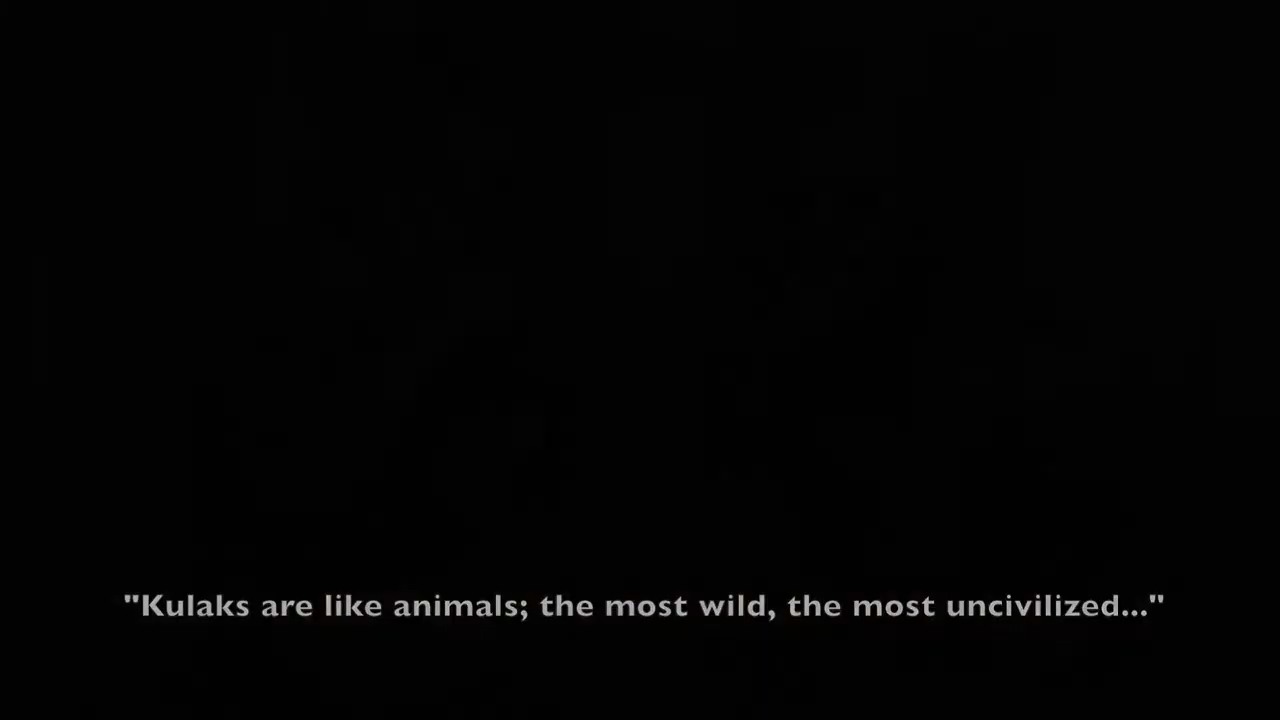 "Kulaks are like animals; the most wild, the most uncivilized..."